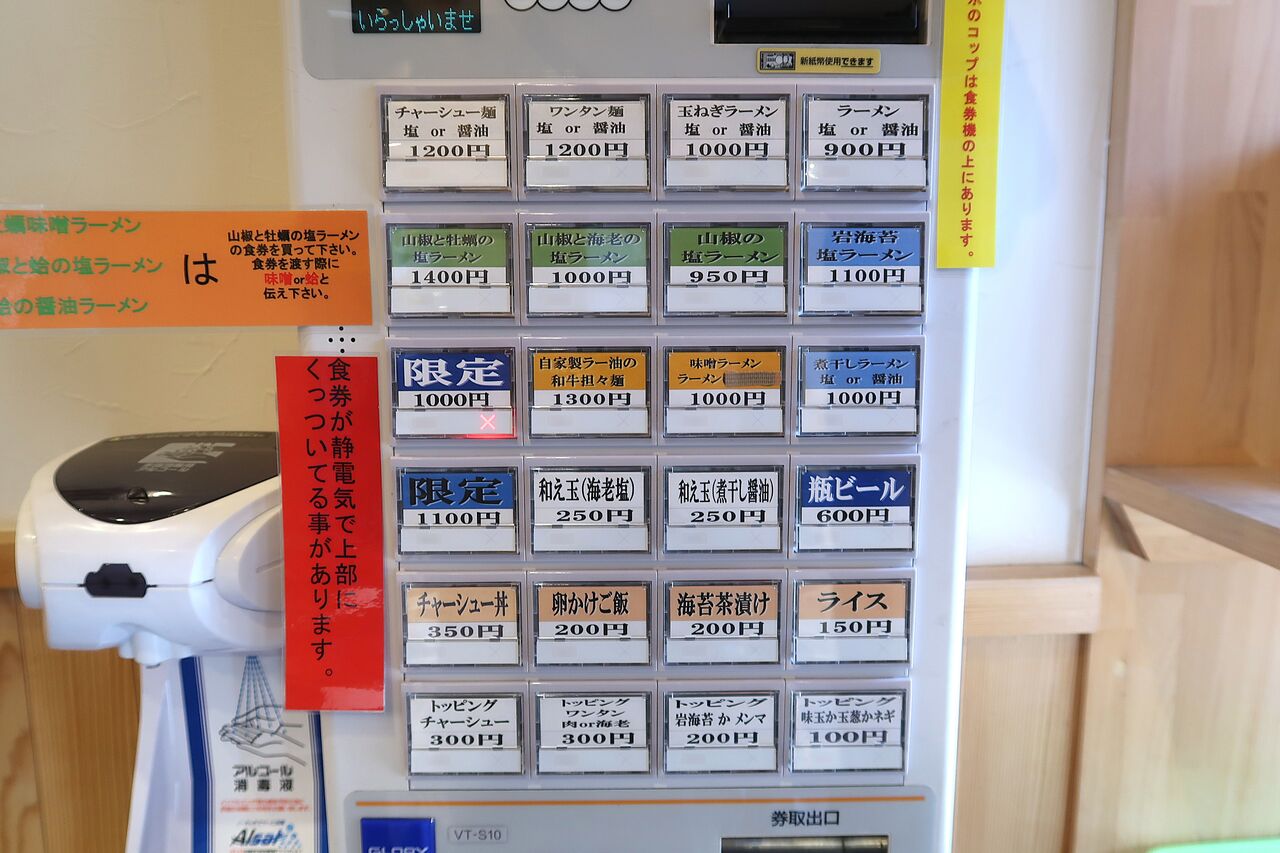 いらっしゃいませ
新紙幣使用できます
のコップは食券機の上にあります。
チャーシュー麺
塩 or 醤油
1200円
ワンタン麺
塩 or 醤油
1200円
玉ねぎラーメン
塩 or 醤油
1000円
ラーメン
塩 or 醤油
900円
味噌ラーメン
と蛤の塩ラーメン
の醤油ラーメン
は
山椒と牡蠣の塩ラーメン
の食券を買って下さい。
食券を渡す際に
味噌or蛤と
伝え下さい。
山椒と牡蠣の
塩ラーメン
1400円
山椒と海老の
塩ラーメン
1000円
山椒の
塩ラーメン
950円
岩海苔
塩ラーメン
1100円
食券が静電気で上部に
くっついてる事があります。
限定
1000円
自家製ラー油の
和牛担々麺
1300円
味噌ラーメン
ラーメン
1000円
煮干しラーメン
塩 or 醤油
1000円
限定
1100円
和え玉(海老塩)
250円
和え玉(煮干し醤油)
250円
瓶ビール
600円
チャーシュー丼
350円
卵かけご飯
200円
海苔茶漬け
200円
ライス
150円
トッピング
チャーシュー
300円
トッピング
ワンタン
肉or海老
300円
トッピング
岩海苔 か メンマ
200円
トッピング
味玉か玉葱かネギ
100円
アルコール
消毒液
Alsah
GLORY
VT-S10
券取出口